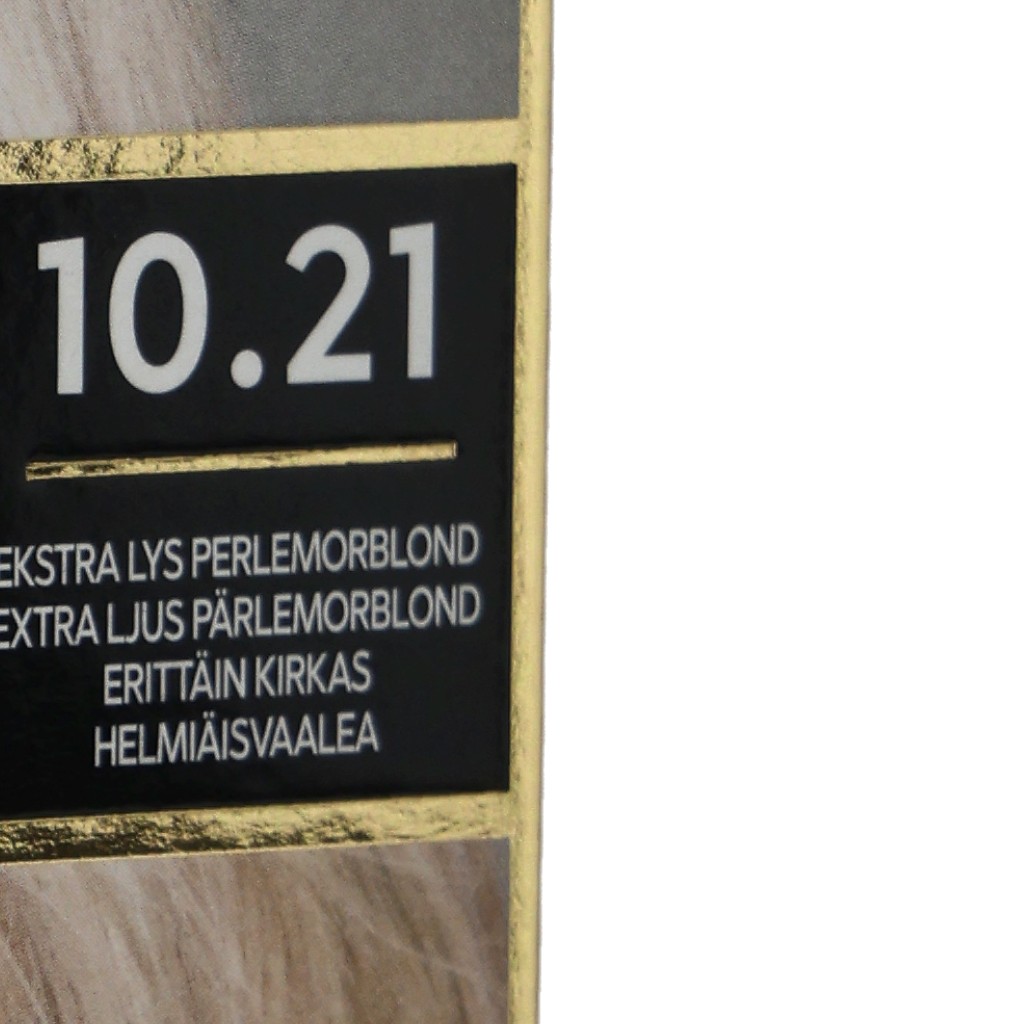 10.21
EKSTRA LYS PERLEMORBLOND
EXTRA LJUS PÄRLEMORBLOND
ERITTÄIN KIRKAS
HELMIÄISVAALEA